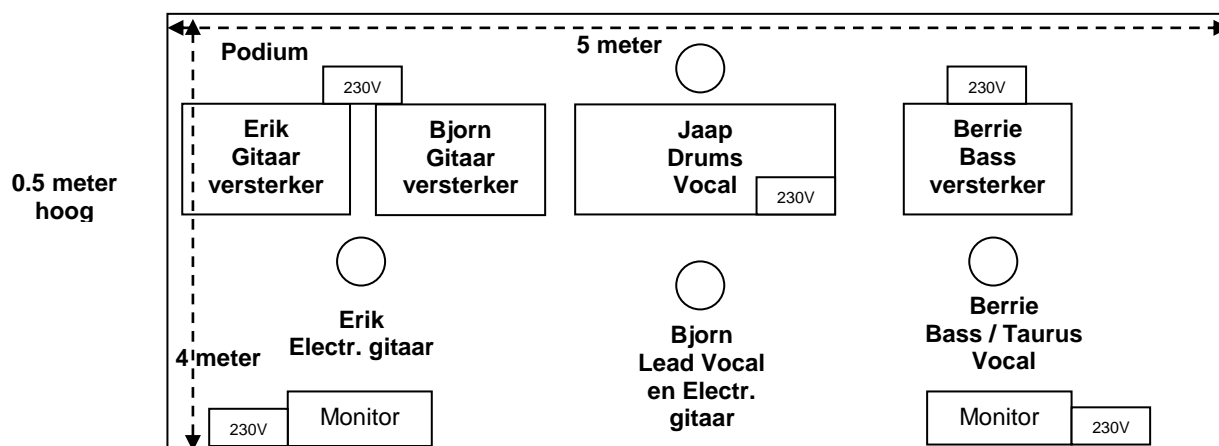 5 meter
Podium
230V
230V
Erik
Gitaar
versterker
Bjorn
Gitaar
versterker
Jaap
Drums
Vocal
230V
Berrie
Bass
versterker
0.5 meter
hoog
Erik
Electr. gitaar
Bjorn
Lead Vocal
en Electr.
gitaar
Berrie
Bass / Taurus
Vocal
4 meter
230V
Monitor
Monitor
230V